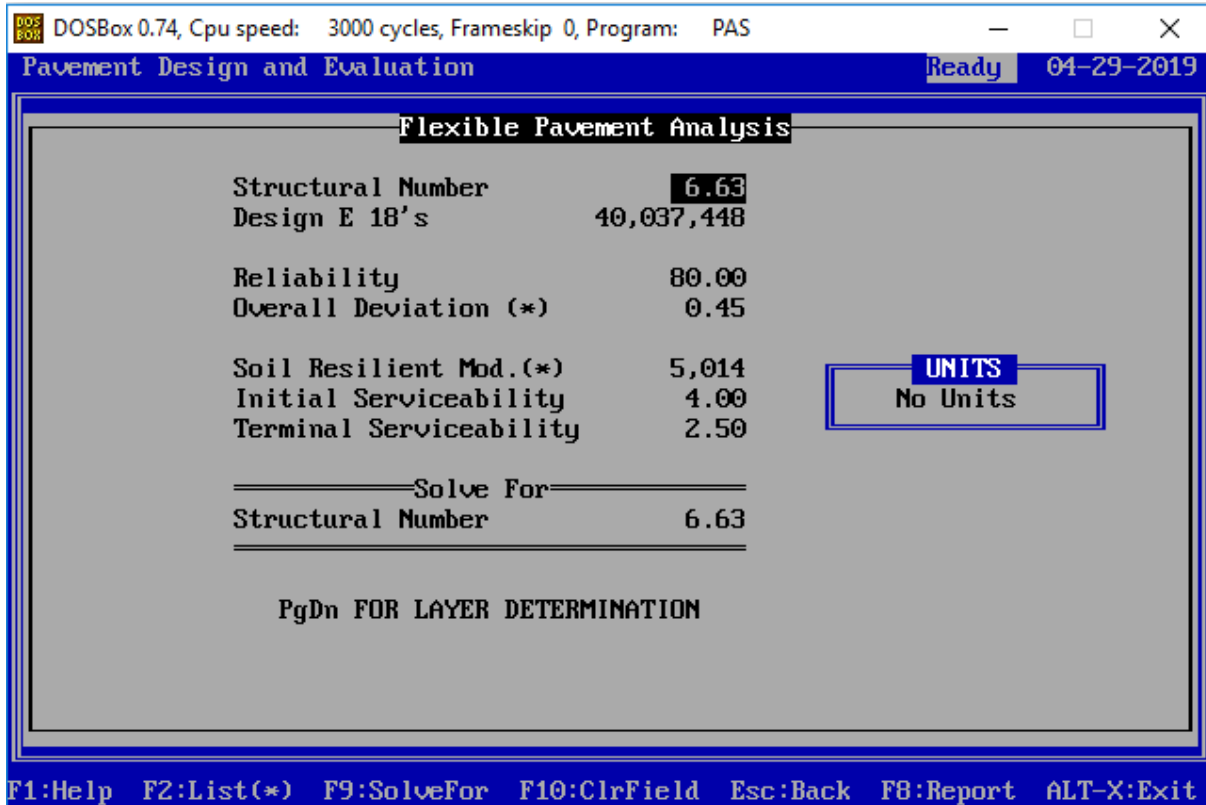 DOSBox 0.74, Cpu speed: 3000 cycles, Frameskip 0, Program: PAS
Pavement Design and Evaluation Ready 04-29-2019
Flexible Pavement Analysis
Structural Number 6.63
Design E 18's 40,037,448
Reliability 80.00
Overall Deviation (*) 0.45
Soil Resilient Mod.(*) 5,014
Initial Serviceability 4.00
Terminal Serviceability 2.50
UNITS
No Units
Solve For
Structural Number 6.63
PgDn FOR LAYER DETERMINATION
F1:Help F2:List(*) F9:SolveFor F10:ClrField Esc:Back F8:Report ALT-X:Exit